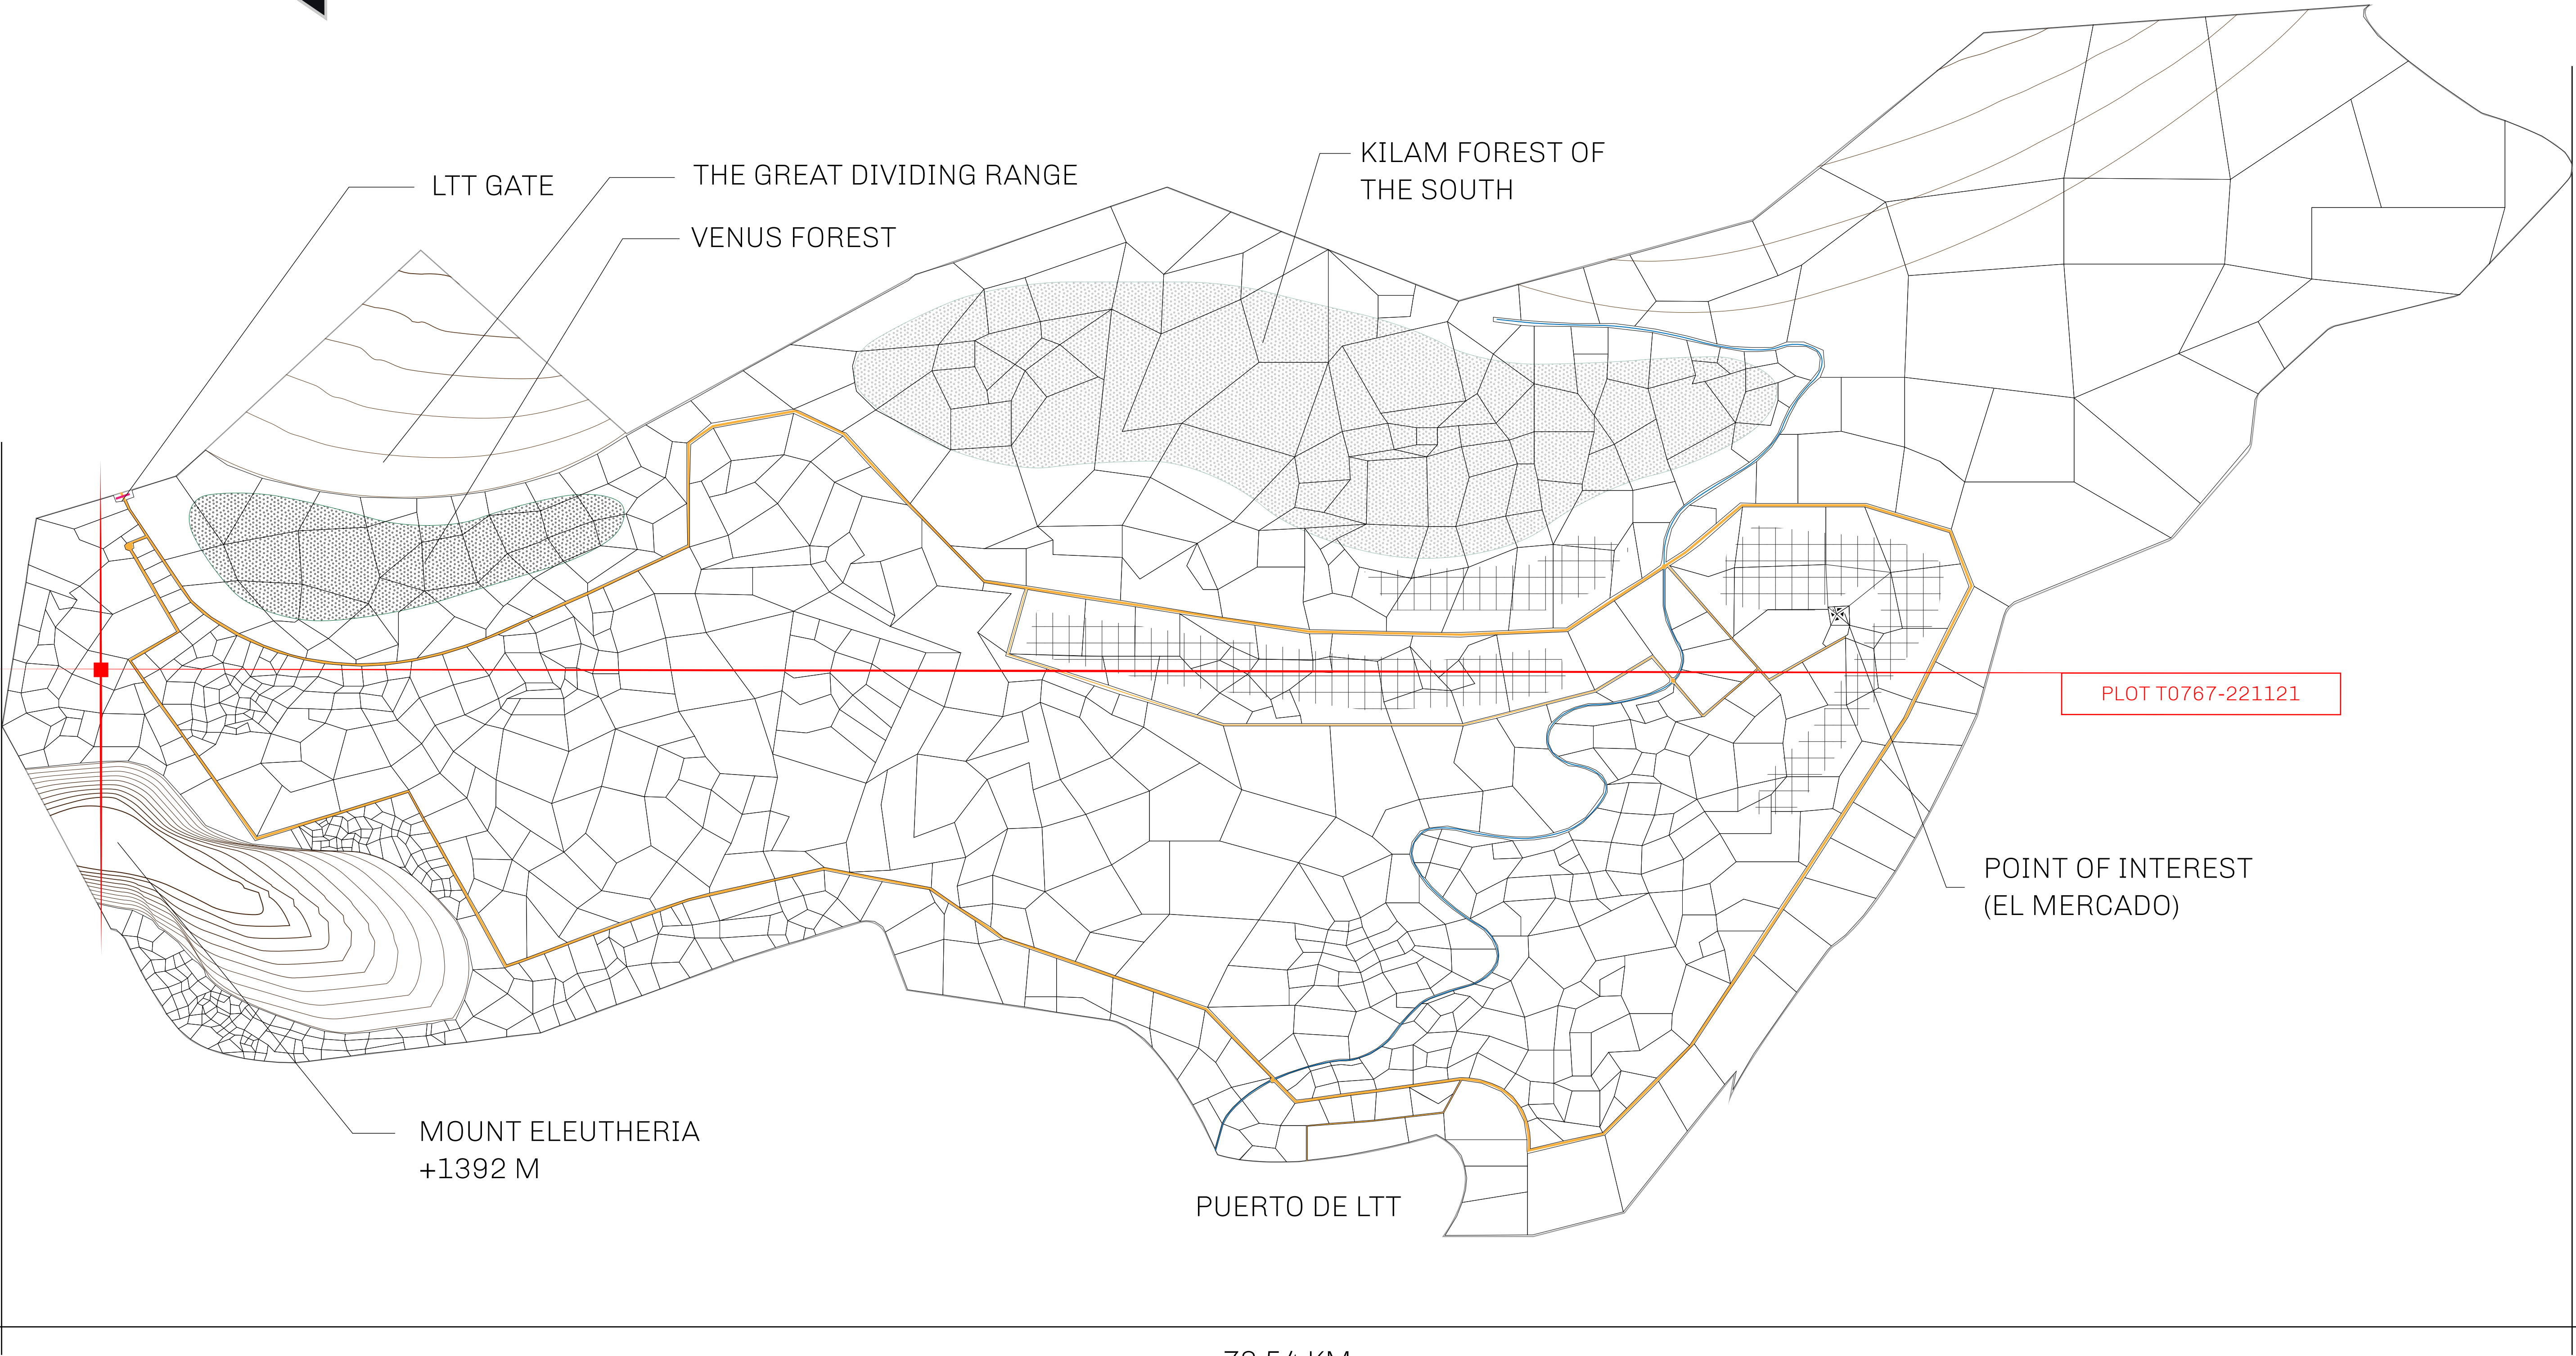 KILAM FOREST OF
THE SOUTH
LTT GATE
THE GREAT DIVIDING RANGE
VENUS FOREST
PLOT T0767-221121
POINT OF INTEREST
(EL MERCADO)
MOUNT ELEUTHERIA
+1392 M
PUERTO DE LTT
KM